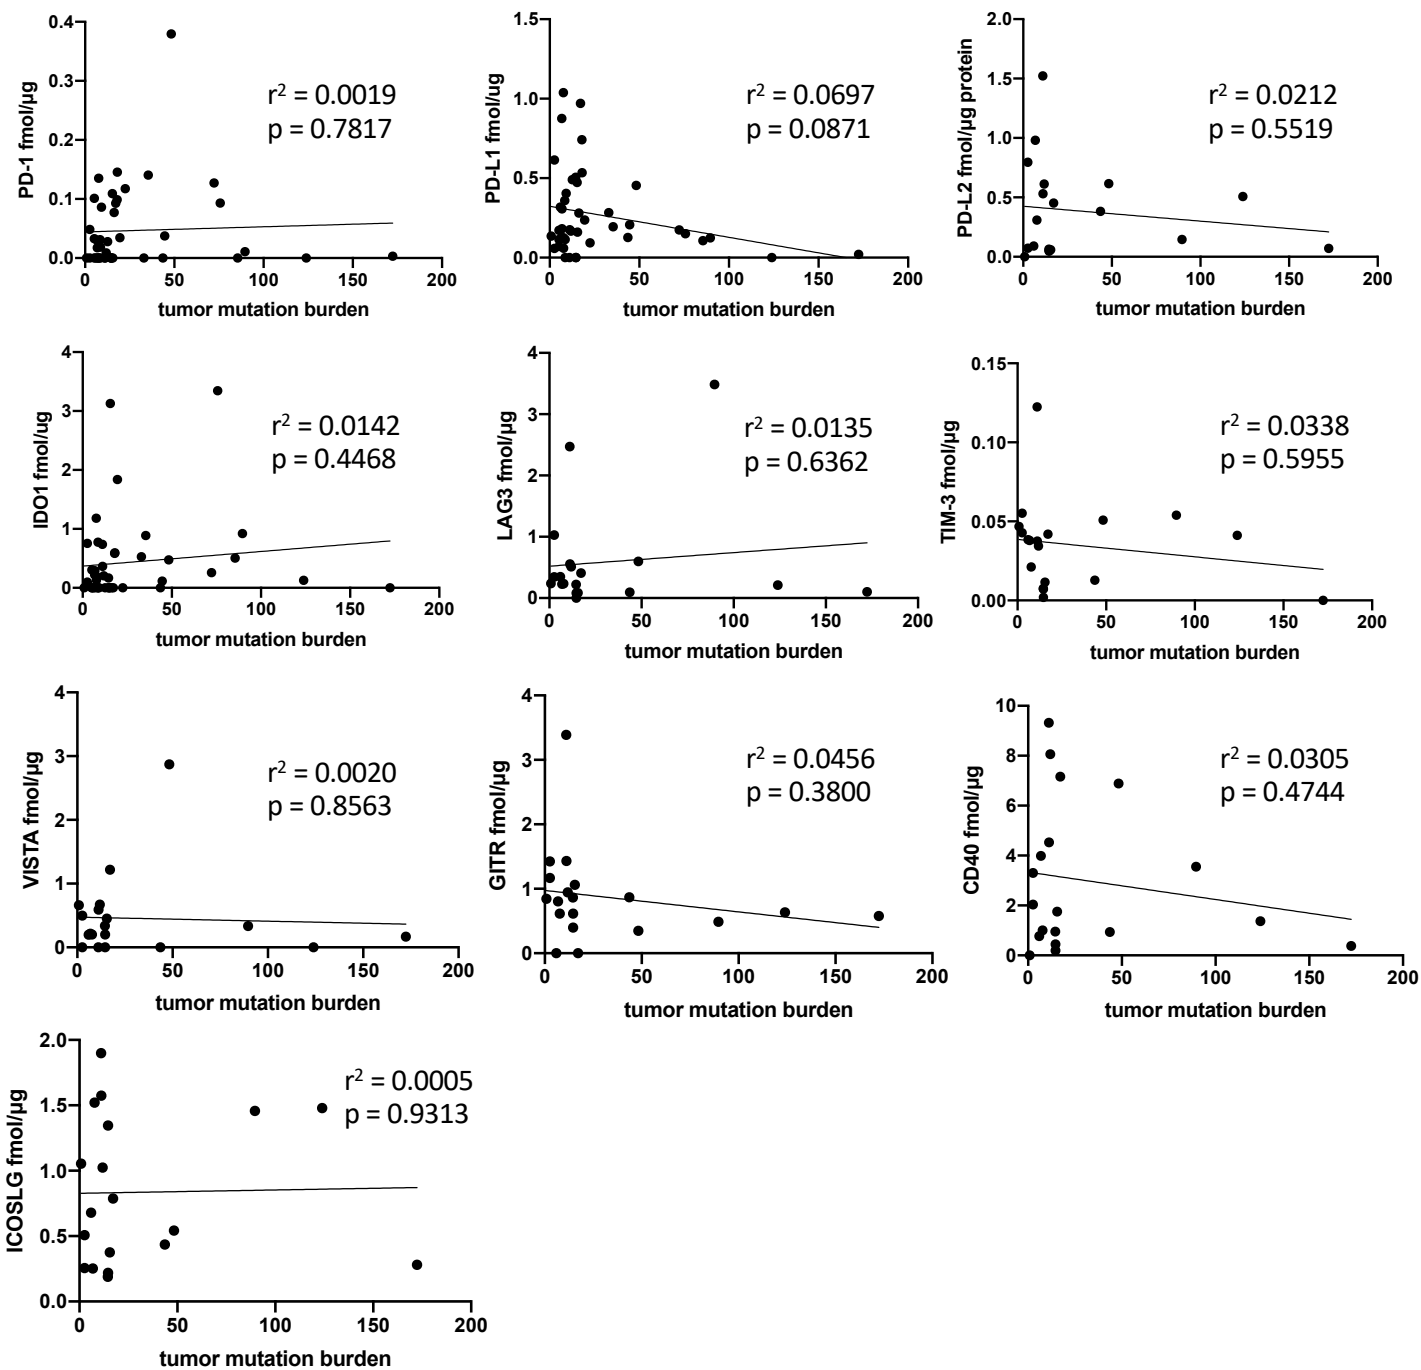 PD-1 fmol/µg
0.4
0.3
0.2
0.1
0.0
r² = 0.0019
p = 0.7817
0 50 100 150 200
tumor mutation burden
PD-L1 fmol/ug
1.5
1.0
0.5
0.0
r² = 0.0697
p = 0.0871
0 50 100 150 200
tumor mutation burden
PD-L2 fmol/µg protein
2.0
1.5
1.0
0.5
0.0
r² = 0.0212
p = 0.5519
0 50 100 150 200
tumor mutation burden
IDO1 fmol/ug
4
3
2
1
0
r² = 0.0142
p = 0.4468
0 50 100 150 200
tumor mutation burden
LAG3 fmol/µg
4
3
2
1
0
r² = 0.0135
p = 0.6362
0 50 100 150 200
tumor mutation burden
TIM-3 fmol/µg
0.15
0.10
0.05
0.00
r² = 0.0338
p = 0.5955
0 50 100 150 200
tumor mutation burden
VISTA fmol/µg
4
3
2
1
0
r² = 0.0020
p = 0.8563
0 50 100 150 200
tumor mutation burden
GITR fmol/µg
4
3
2
1
0
r² = 0.0456
p = 0.3800
0 50 100 150 200
tumor mutation burden
CD40 fmol/µg
10
8
6
4
2
0
r² = 0.0305
p = 0.4744
0 50 100 150 200
tumor mutation burden
ICOSLG fmol/µg
2.0
1.5
1.0
0.5
0.0
r² = 0.0005
p = 0.9313
0 50 100 150 200
tumor mutation burden